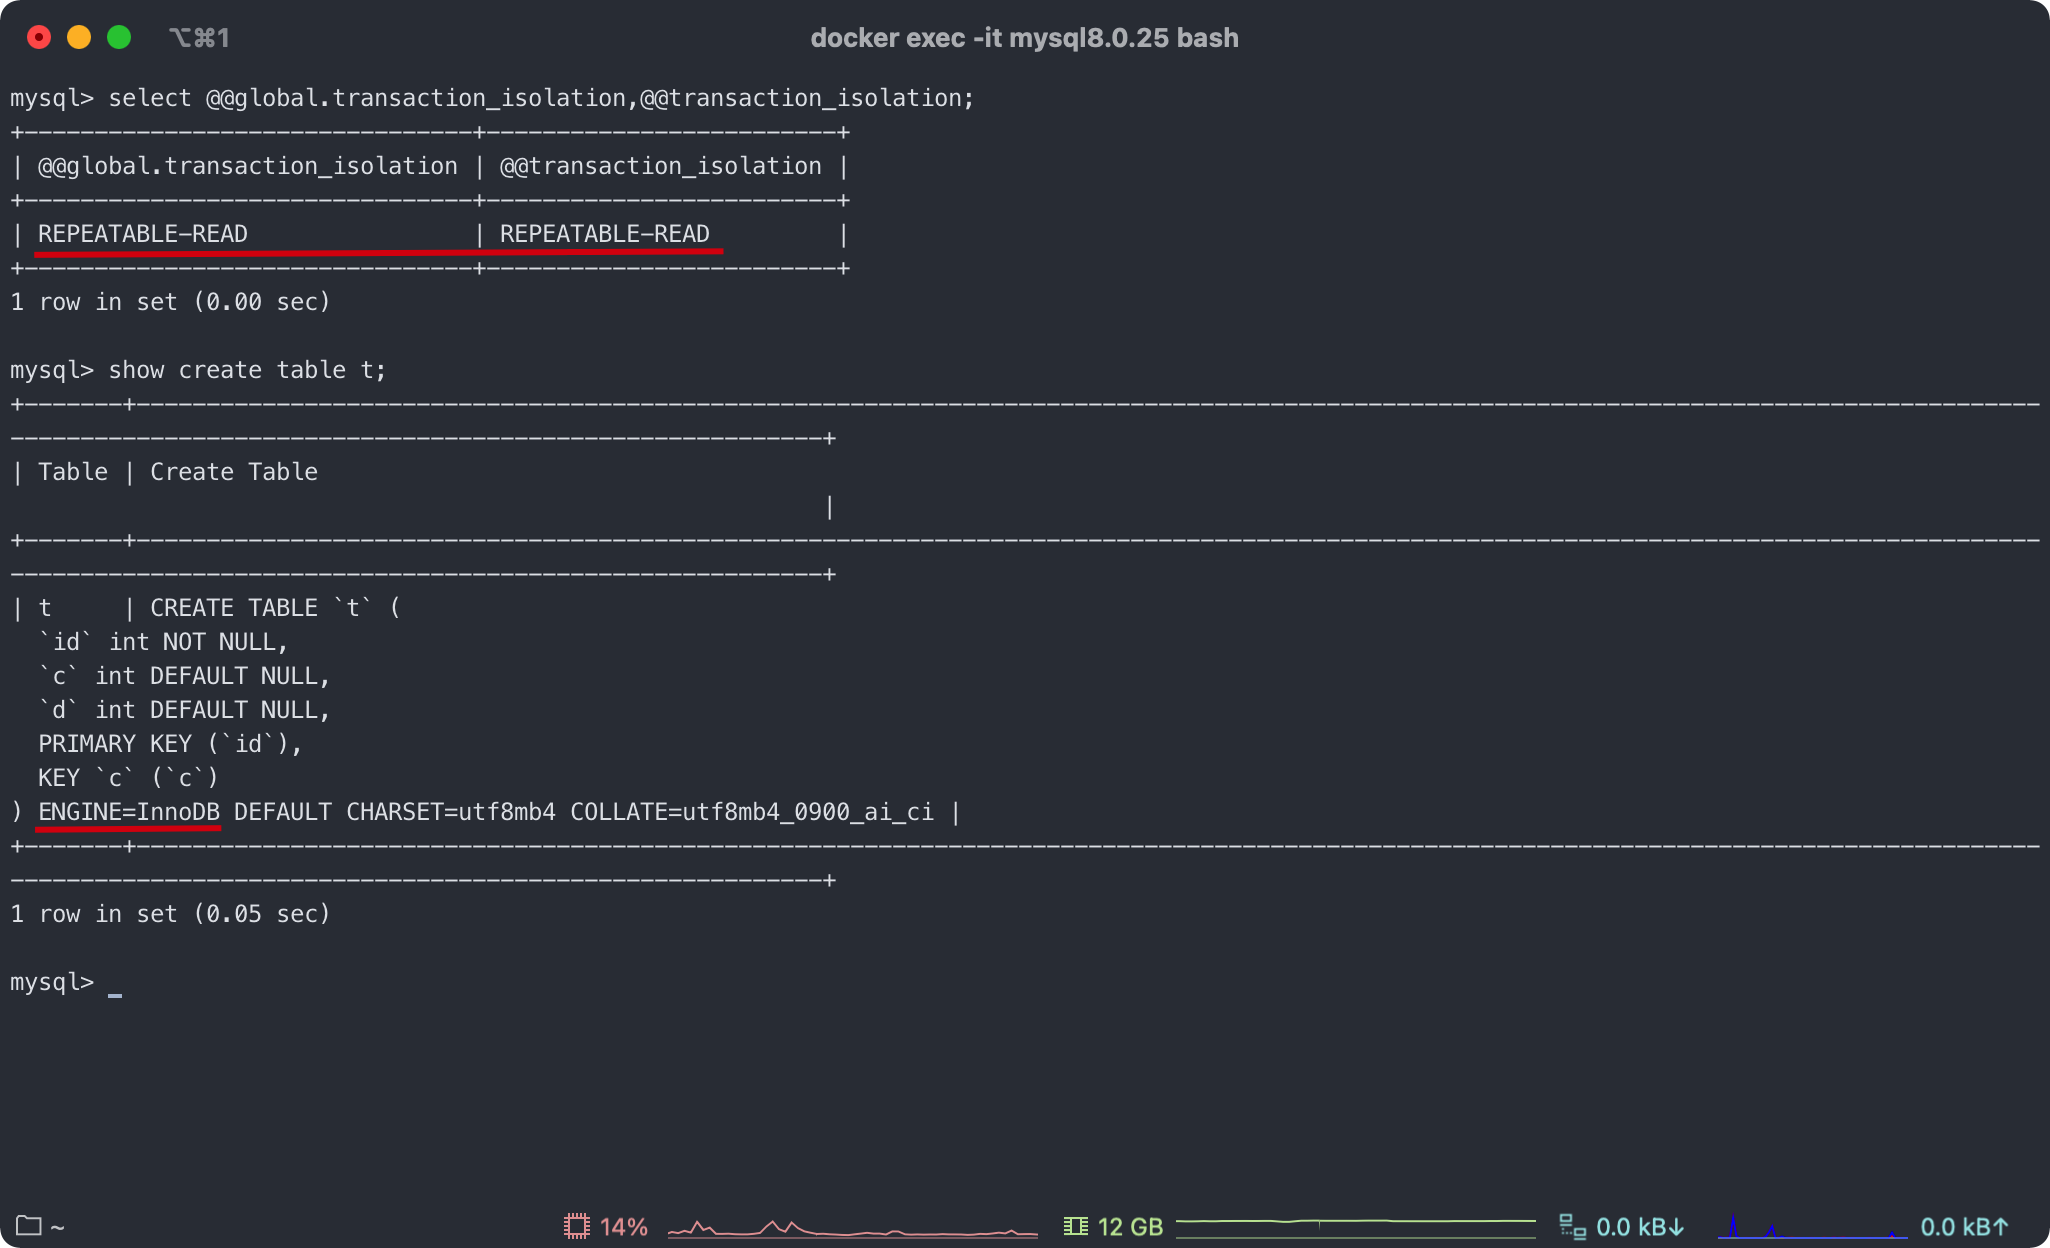 ⌥⌘1 docker exec -it mysql8.0.25 bash
mysql> select @@global.transaction_isolation,@@transaction_isolation;
+--------------------------------+-------------------------+
| @@global.transaction_isolation | @@transaction_isolation |
+--------------------------------+-------------------------+
| REPEATABLE-READ                | REPEATABLE-READ         |
+--------------------------------+-------------------------+
1 row in set (0.00 sec)
mysql> show create table t;
+-------+----------------------------------------------------------------------------------------------------------------------------------------
----------------------------------------------------------+
| Table | Create Table
                                                          |
+-------+----------------------------------------------------------------------------------------------------------------------------------------
----------------------------------------------------------+
| t     | CREATE TABLE `t` (
  `id` int NOT NULL,
  `c` int DEFAULT NULL,
  `d` int DEFAULT NULL,
  PRIMARY KEY (`id`),
  KEY `c` (`c`)
) ENGINE=InnoDB DEFAULT CHARSET=utf8mb4 COLLATE=utf8mb4_0900_ai_ci |
+-------+----------------------------------------------------------------------------------------------------------------------------------------
----------------------------------------------------------+
1 row in set (0.05 sec)
mysql> _
~ 14% 12 GB 0.0 kB↓ 0.0 kB↑